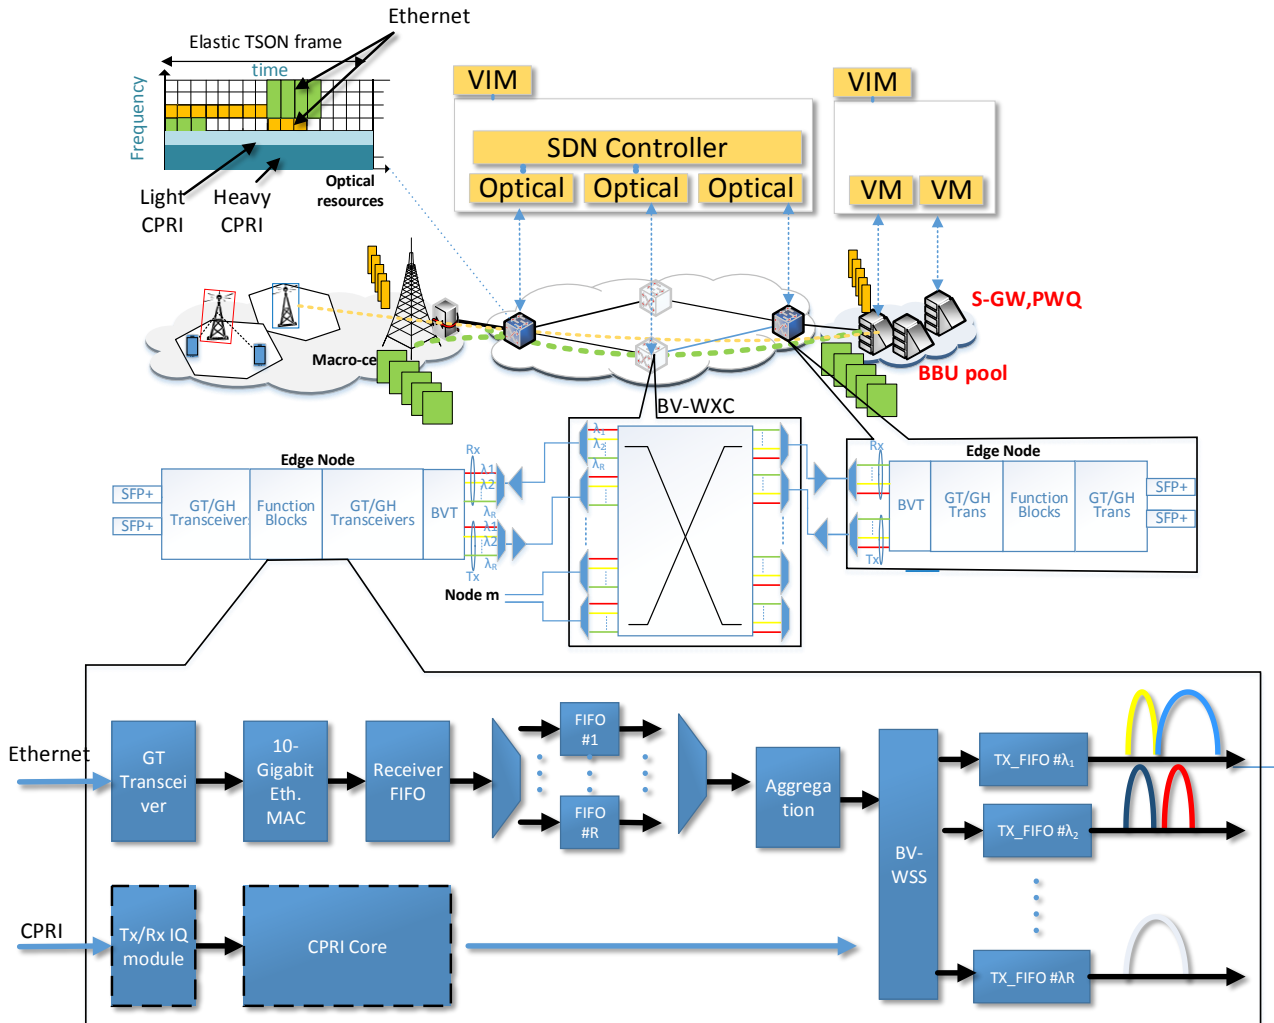 Ethernet
Elastic TSON frame
time
Frequency
Light
CPRI
Heavy
CPRI
Optical
resources
VIM
SDN Controller
Optical
Optical
Optical
VIM
VM
VM
Macro-ce
S-GW,PWQ
BBU pool
BV-WXC
Edge Node
SFP+
SFP+
GT/GH
Transceivers
Function
Blocks
GT/GH
Transceivers
BVT
Rx
λ1
λ2
λR
λ1
λ2
λR
Tx
Node m
λ1
λ2
λR
Edge Node
Rx
Tx
BVT
GT/GH
Trans
Function
Blocks
GT/GH
Trans
SFP+
SFP+
Ethernet
GT
Transcei
ver
10-
Gigabit
Eth.
MAC
Receiver
FIFO
FIFO
#1
FIFO
#R
Aggrega
tion
BV-
WSS
TX_FIFO #λ1
TX_FIFO #λ2
TX_FIFO #λR
CPRI
Tx/Rx IQ
module
CPRI Core